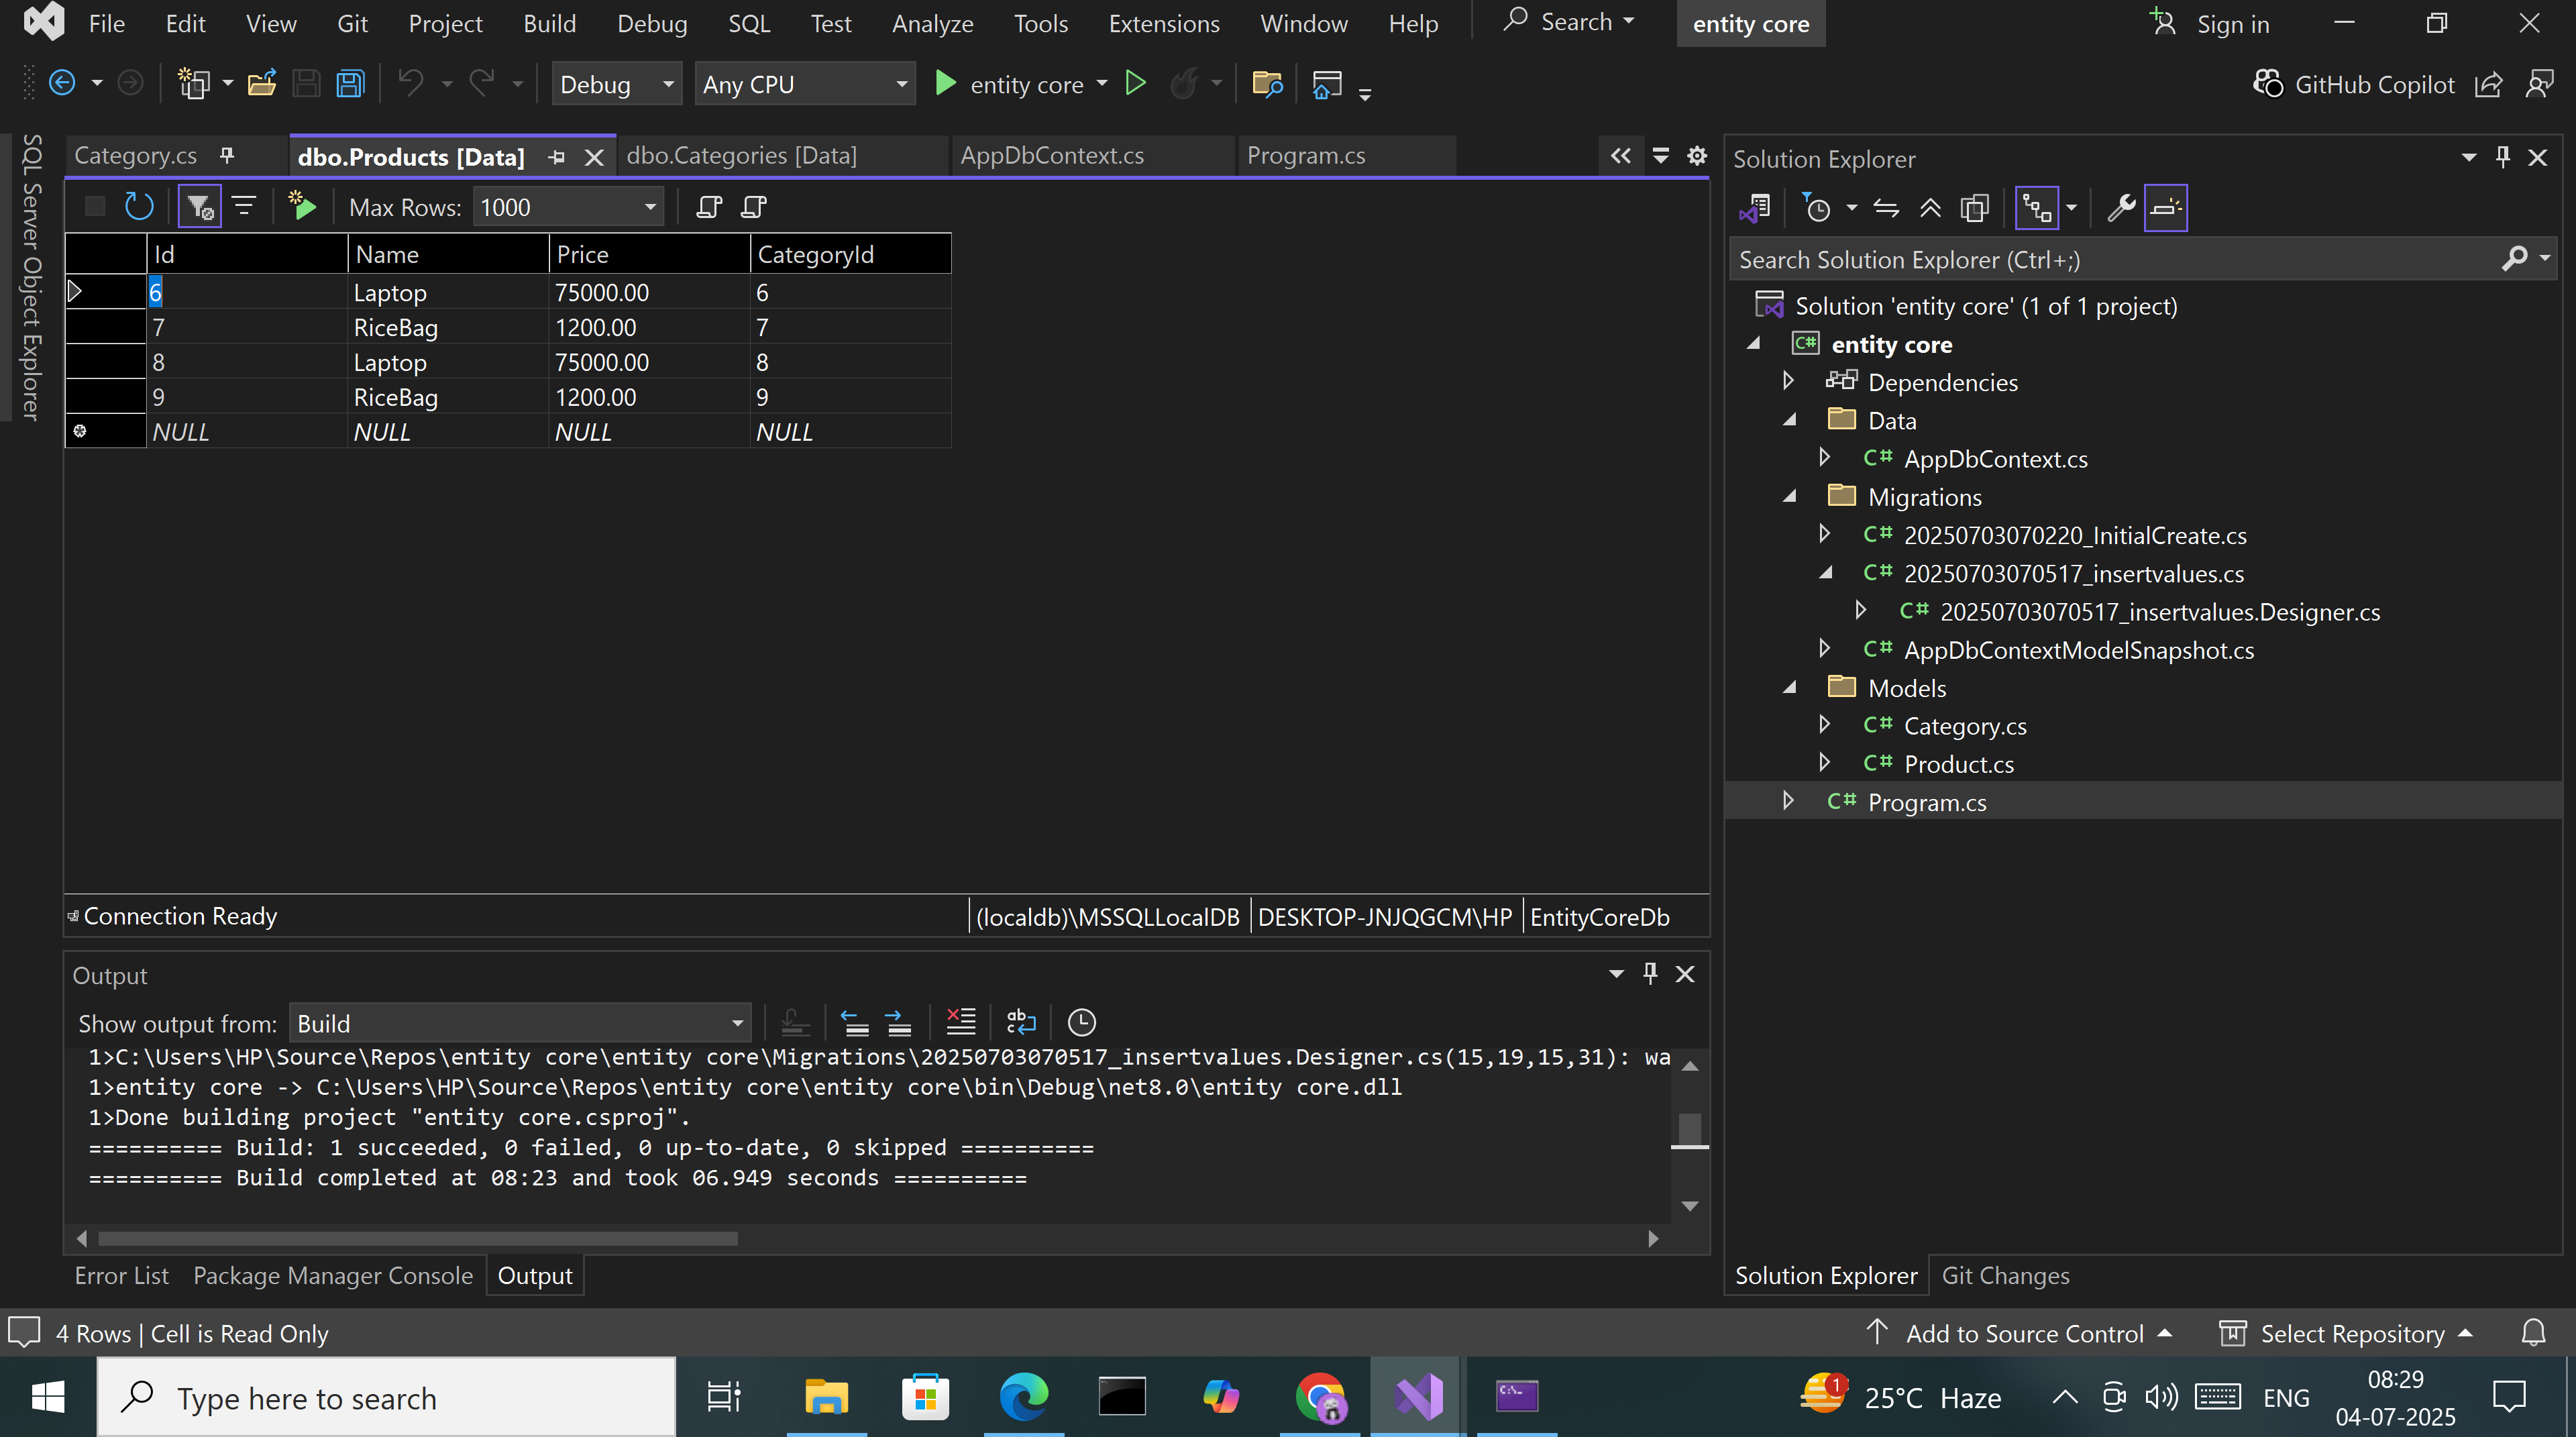 File Edit View Git Project Build Debug SQL Test Analyze Tools Extensions Window Help Search entity core Sign in
Debug Any CPU entity core GitHub Copilot
SQL Server Object Explorer
Category.cs dbo.Products [Data] dbo.Categories [Data] AppDbContext.cs Program.cs
Max Rows: 1000
Id Name Price CategoryId
6 Laptop 75000.00 6
7 RiceBag 1200.00 7
8 Laptop 75000.00 8
9 RiceBag 1200.00 9
NULL NULL NULL NULL
Connection Ready (localdb)\MSSQLLocalDB DESKTOP-JNJQGCM\HP EntityCoreDb
Output
Show output from: Build
1>C:\Users\HP\Source\Repos\entity core\entity core\Migrations\20250703070517_insertvalues.Designer.cs(15,19,15,31): wa
1>entity core -> C:\Users\HP\Source\Repos\entity core\entity core\bin\Debug\net8.0\entity core.dll
1>Done building project "entity core.csproj".
========== Build: 1 succeeded, 0 failed, 0 up-to-date, 0 skipped ==========
========== Build completed at 08:23 and took 06.949 seconds ==========
Error List Package Manager Console Output
Solution Explorer
Search Solution Explorer (Ctrl+;)
Solution 'entity core' (1 of 1 project)
C# entity core
Dependencies
Data
C# AppDbContext.cs
Migrations
C# 20250703070220_InitialCreate.cs
C# 20250703070517_insertvalues.cs
C# 20250703070517_insertvalues.Designer.cs
C# AppDbContextModelSnapshot.cs
Models
C# Category.cs
C# Product.cs
C# Program.cs
Solution Explorer Git Changes
4 Rows | Cell is Read Only Add to Source Control Select Repository
Type here to search 1 25°C Haze ENG 08:29
04-07-2025